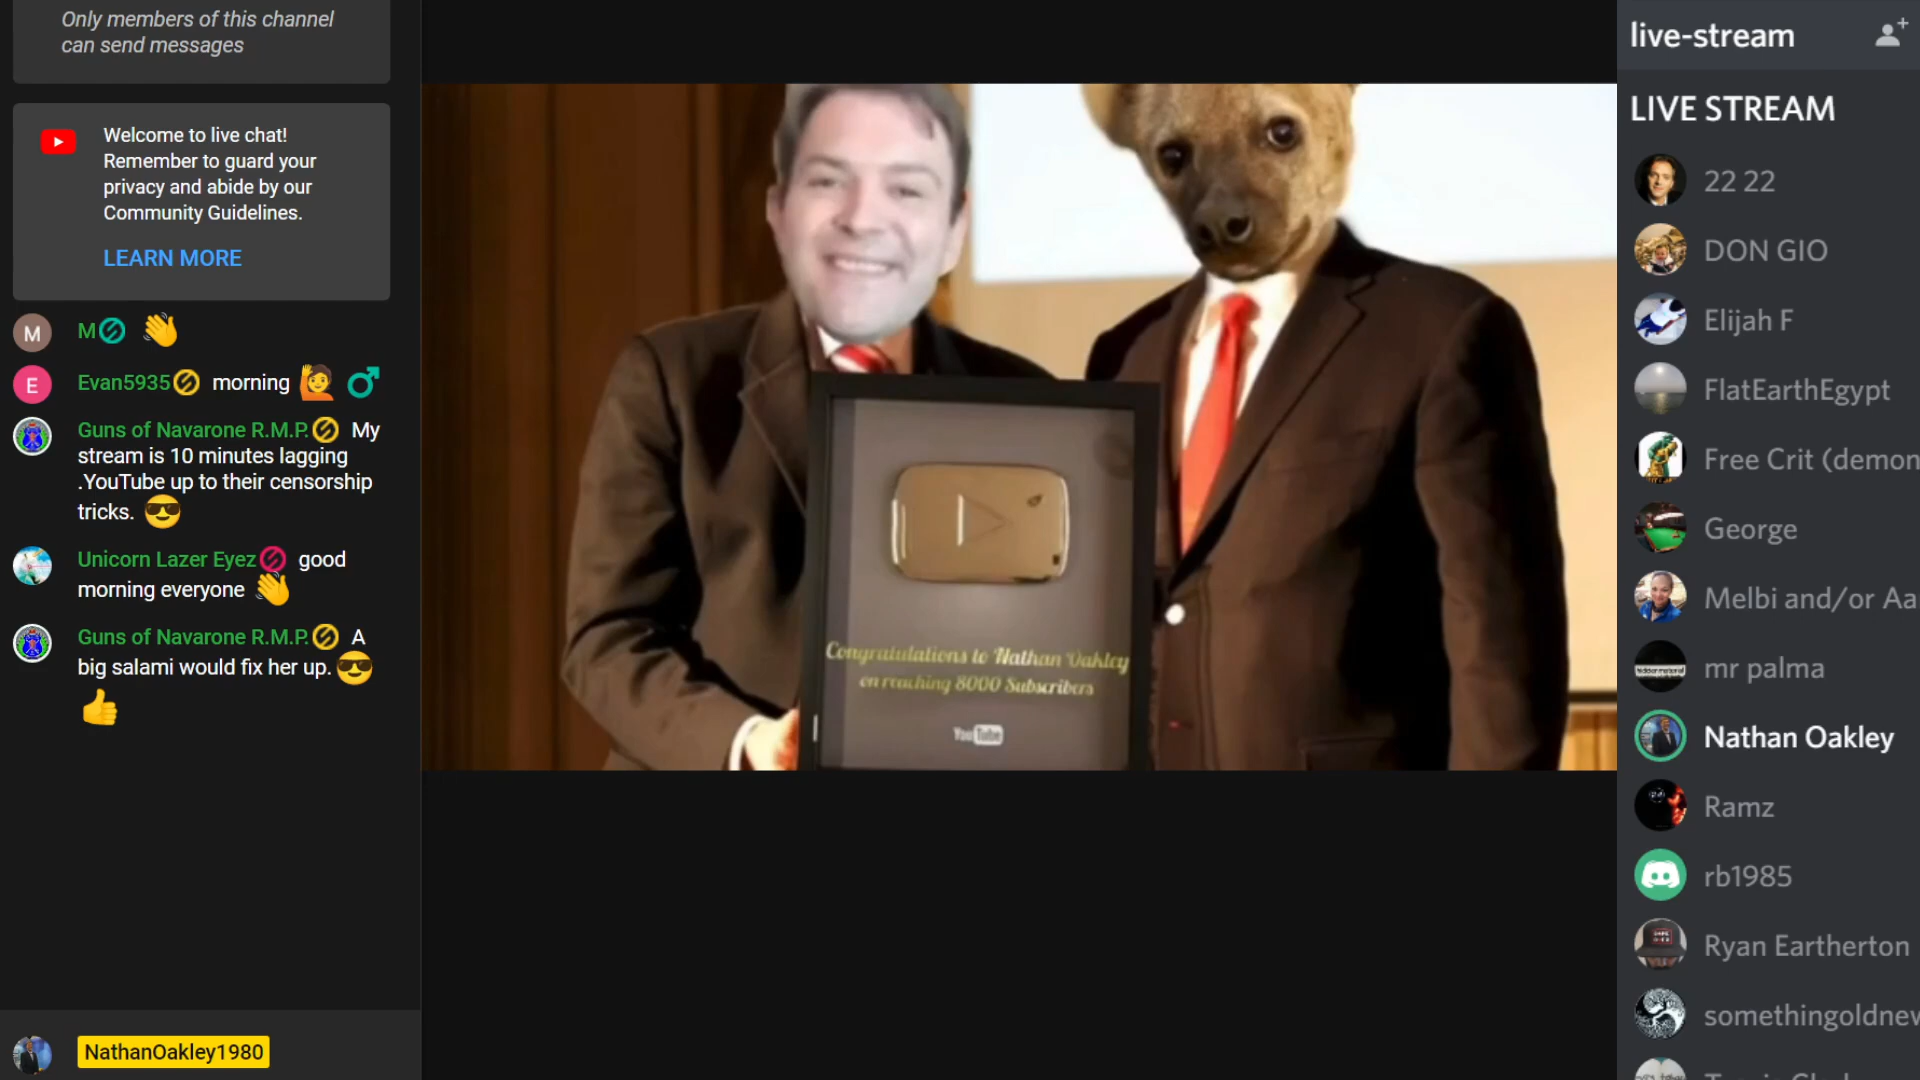 Only members of this channel
can send messages
Welcome to live chat!
Remember to guard your
privacy and abide by our
Community Guidelines.
LEARN MORE
M M
E Evan5935 morning
Guns of Navarone R.M.P. My
stream is 10 minutes lagging
.YouTube up to their censorship
tricks.
Unicorn Lazer Eyez good
morning everyone
Guns of Navarone R.M.P. A
big salami would fix her up.
NathanOakley1980
Congratulations to Nathan Oakley
on reaching 8000 Subscribers
YouTube
live-stream
LIVE STREAM
22 22
DON GIO
Elijah F
FlatEarthEgypt
Free Crit (demon
George
Melbi and/or Aa
mr palma
Nathan Oakley
Ramz
rb1985
Ryan Eartherton
somethingoldnew